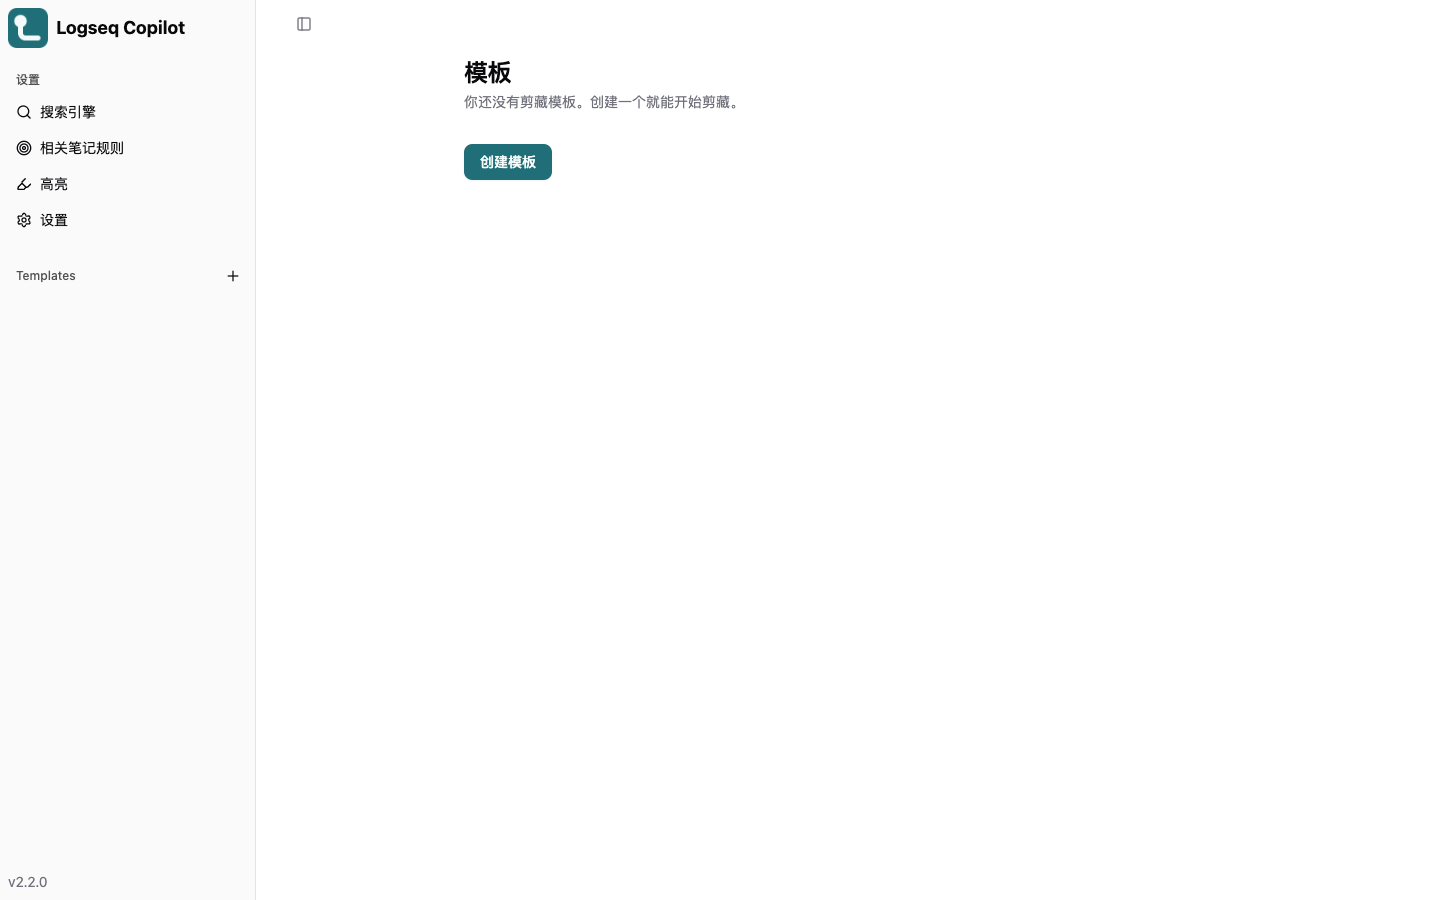 Logseq Copilot
设置
搜索引擎
相关笔记规则
高亮
设置
Templates
v2.2.0
模板
你还没有剪藏模板。创建一个就能开始剪藏。
创建模板